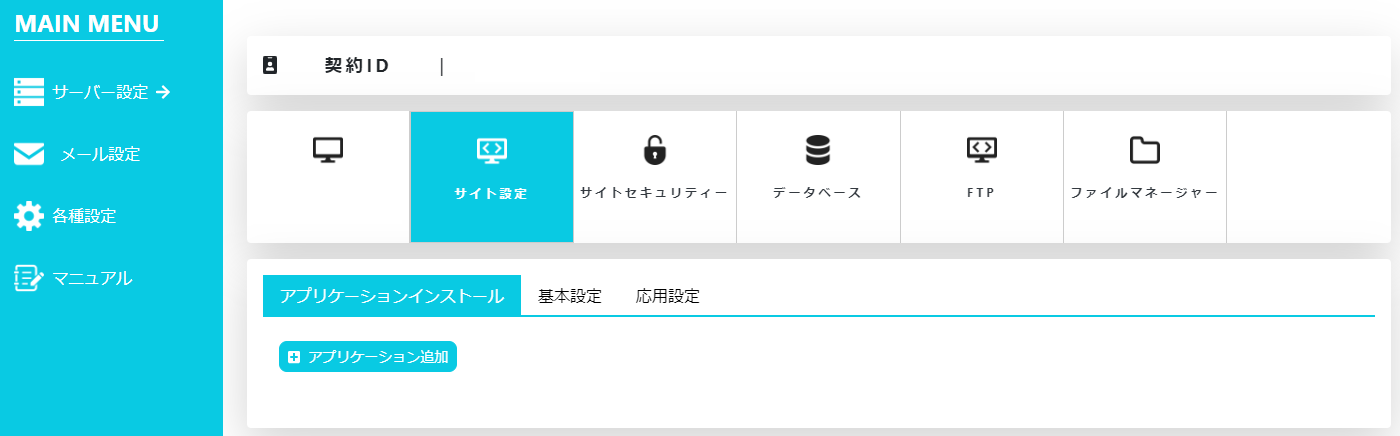 MAIN MENU
サーバー設定
メール設定
各種設定
マニュアル
契約ID |
サイト設定
サイトセキュリティー
データベース
FTP
ファイルマネージャー
アプリケーションインストール 基本設定 応用設定
アプリケーション追加